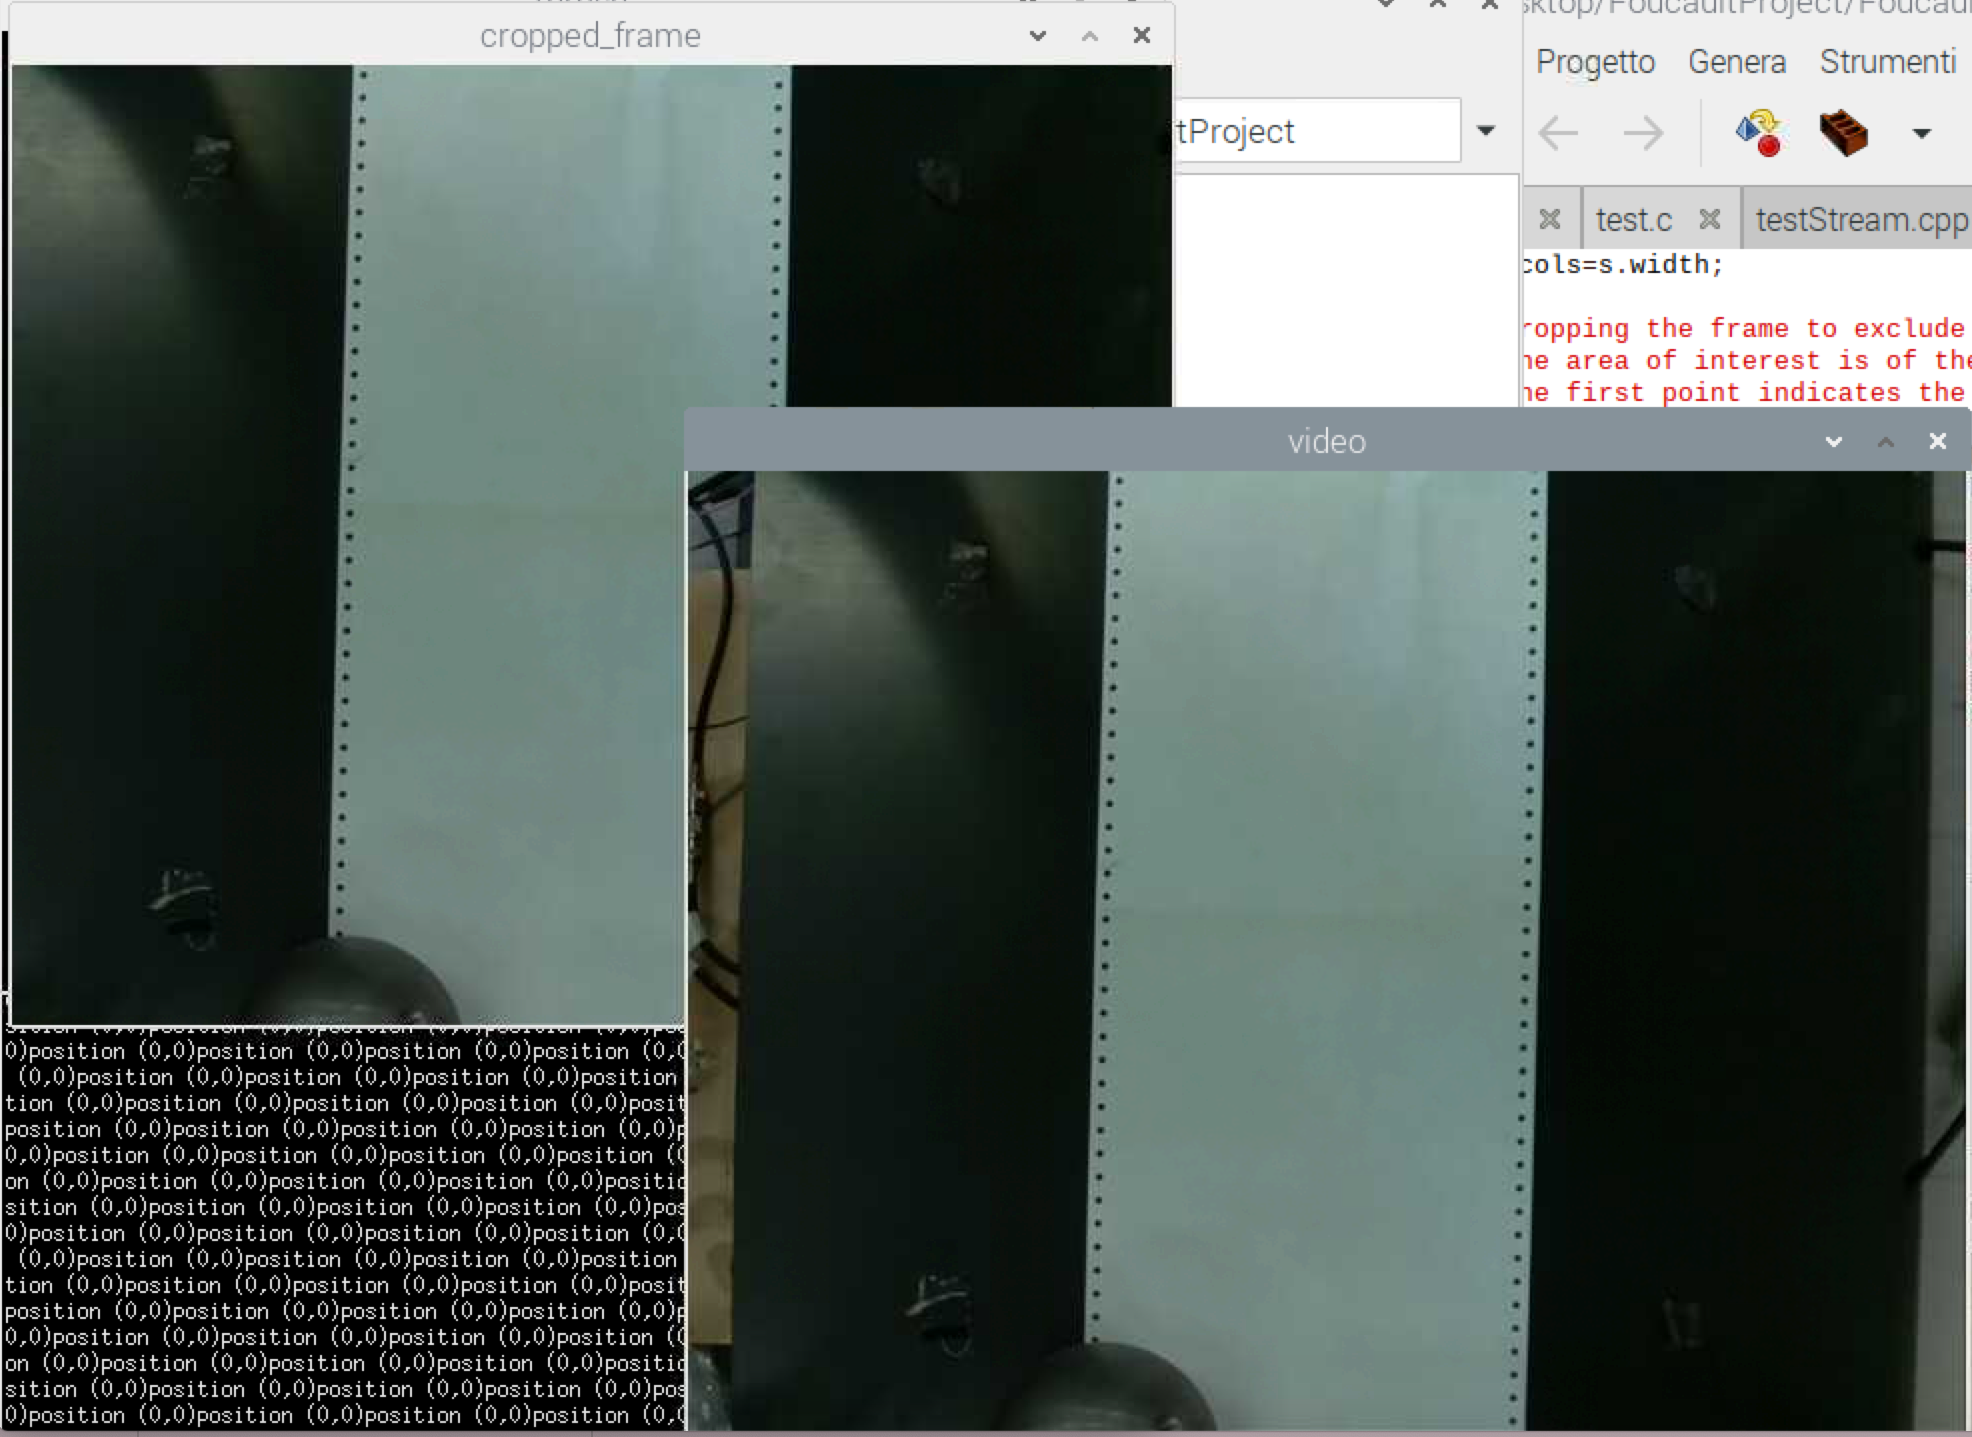 cropped_frame
sktop/FoucaultProject/Foucaul
Progetto Genera Strumenti
tProject
test.c testStream.cpp
cols=s.width;
ropping the frame to exclude
he area of interest is of the
he first point indicates the
video
0)position (0,0)position (0,0)position (0,0)position (0,0
(0,0)position (0,0)position (0,0)position (0,0)position
tion (0,0)position (0,0)position (0,0)position (0,0)posit
position (0,0)position (0,0)position (0,0)position (0,0)p
0,0)position (0,0)position (0,0)position (0,0)position (
on (0,0)position (0,0)position (0,0)position (0,0)positio
sition (0,0)position (0,0)position (0,0)position (0,0)pos
0)position (0,0)position (0,0)position (0,0)position (0,0
(0,0)position (0,0)position (0,0)position (0,0)position
tion (0,0)position (0,0)position (0,0)position (0,0)posit
position (0,0)position (0,0)position (0,0)position (0,0)p
0,0)position (0,0)position (0,0)position (0,0)position (
on (0,0)position (0,0)position (0,0)position (0,0)positio
sition (0,0)position (0,0)position (0,0)position (0,0)pos
0)position (0,0)position (0,0)position (0,0)position (0,0